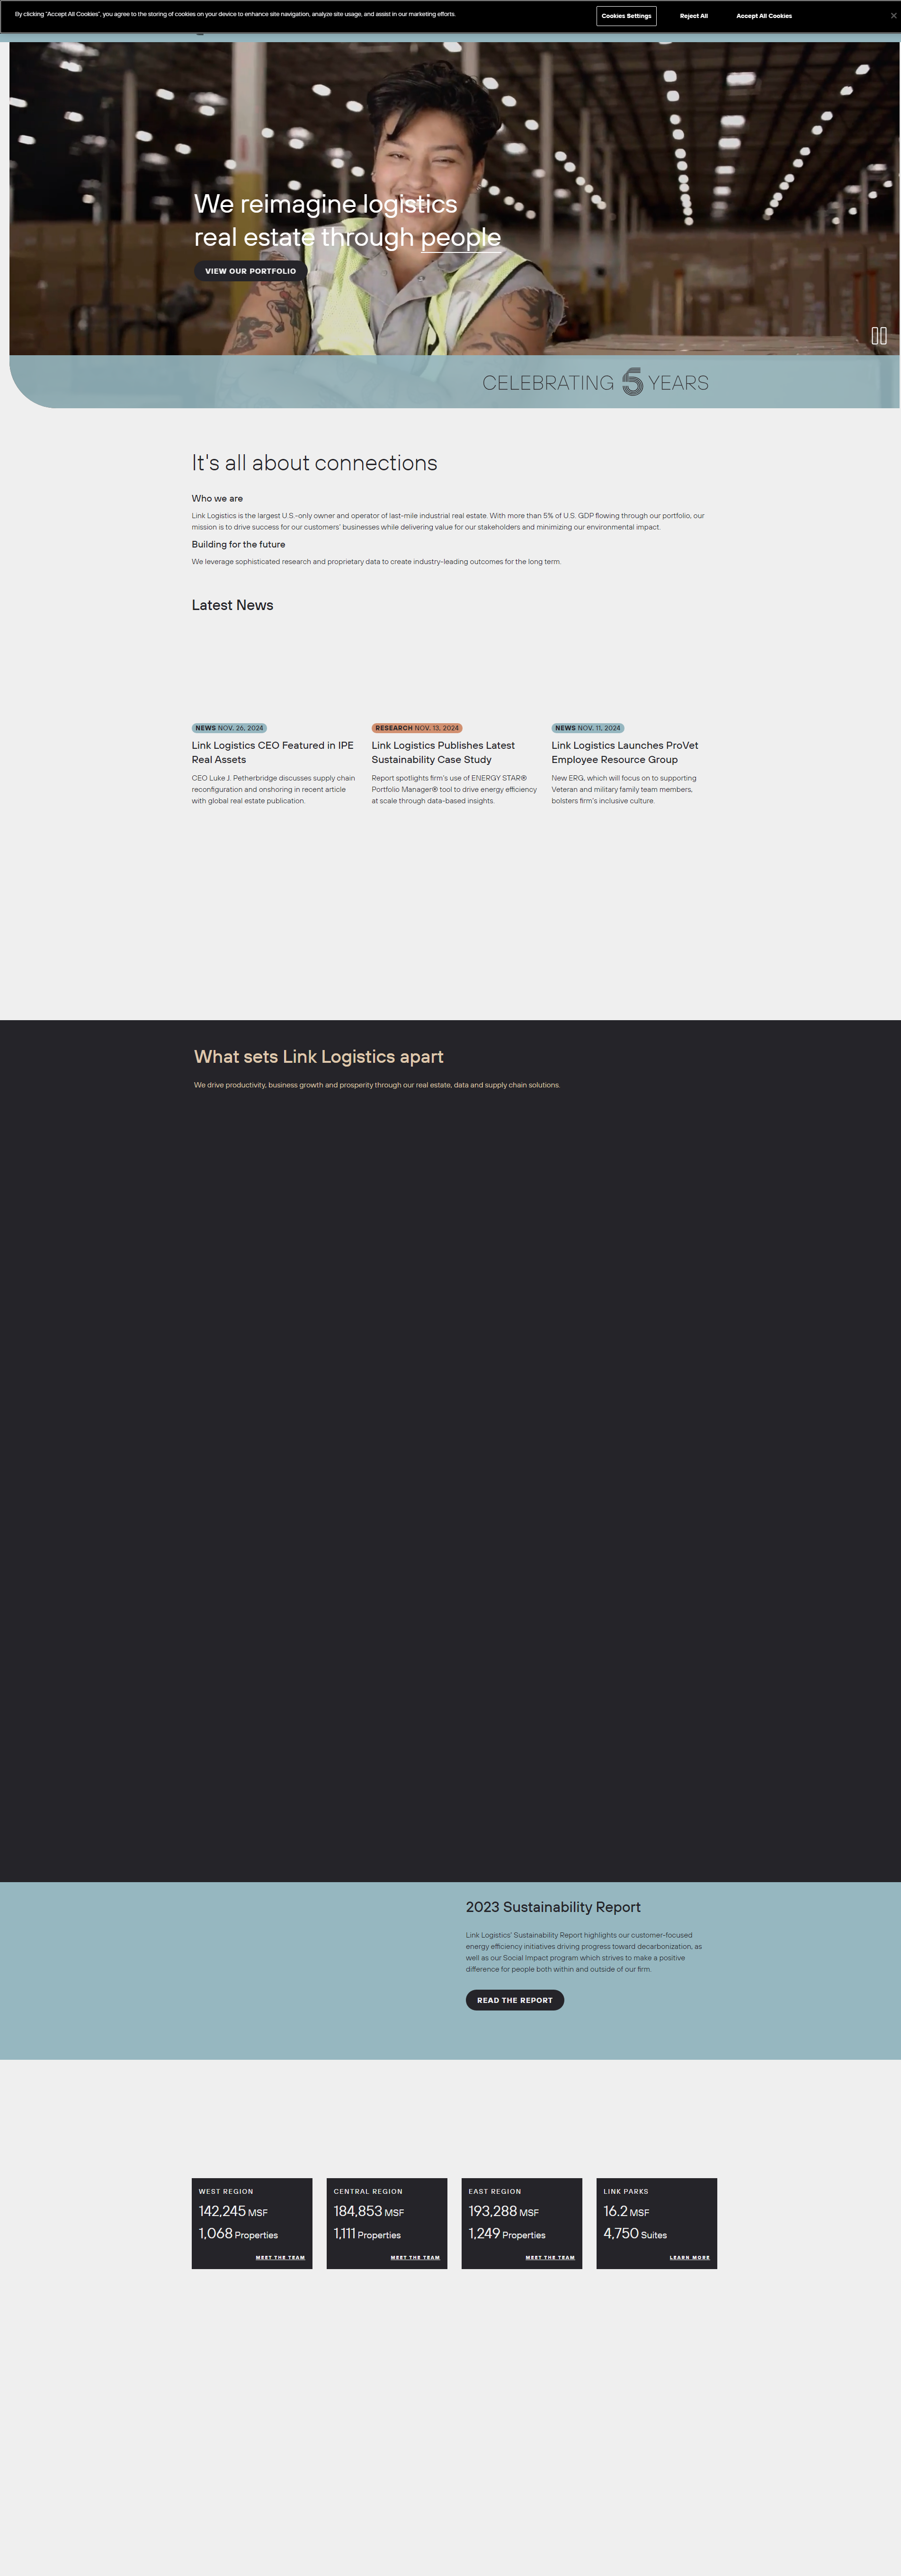 By clicking "Accept All Cookies", you agree to the storing of cookies on your device to enhance site navigation, analyze site usage, and assist in our marketing efforts.
Cookies Settings
Reject All
Accept All Cookies
We reimagine logistics
real estate through people
VIEW OUR PORTFOLIO
CELEBRATING 5 YEARS
It's all about connections
Who we are
Link Logistics is the largest U.S.-only owner and operator of last-mile industrial real estate. With more than 5% of U.S. GDP flowing through our portfolio, our
mission is to drive success for our customers' businesses while delivering value for our stakeholders and minimizing our environmental impact.
Building for the future
We leverage sophisticated research and proprietary data to create industry-leading outcomes for the long term.
Latest News
NEWS NOV. 26, 2024
Link Logistics CEO Featured in IPE
Real Assets
CEO Luke J. Petherbridge discusses supply chain
reconfiguration and onshoring in recent article
with global real estate publication.
RESEARCH NOV. 13, 2024
Link Logistics Publishes Latest
Sustainability Case Study
Report spotlights firm's use of ENERGY STAR®
Portfolio Manager® tool to drive energy efficiency
at scale through data-based insights.
NEWS NOV. 11, 2024
Link Logistics Launches ProVet
Employee Resource Group
New ERG, which will focus on to supporting
Veteran and military family team members,
bolsters firm's inclusive culture.
What sets Link Logistics apart
We drive productivity, business growth and prosperity through our real estate, data and supply chain solutions.
2023 Sustainability Report
Link Logistics' Sustainability Report highlights our customer-focused
energy efficiency initiatives driving progress toward decarbonization, as
well as our Social Impact program which strives to make a positive
difference for people both within and outside of our firm.
READ THE REPORT
WEST REGION
142,245 MSF
1,068 Properties
MEET THE TEAM
CENTRAL REGION
184,853 MSF
1,111 Properties
MEET THE TEAM
EAST REGION
193,288 MSF
1,249 Properties
MEET THE TEAM
LINK PARKS
16.2 MSF
4,750 Suites
LEARN MORE